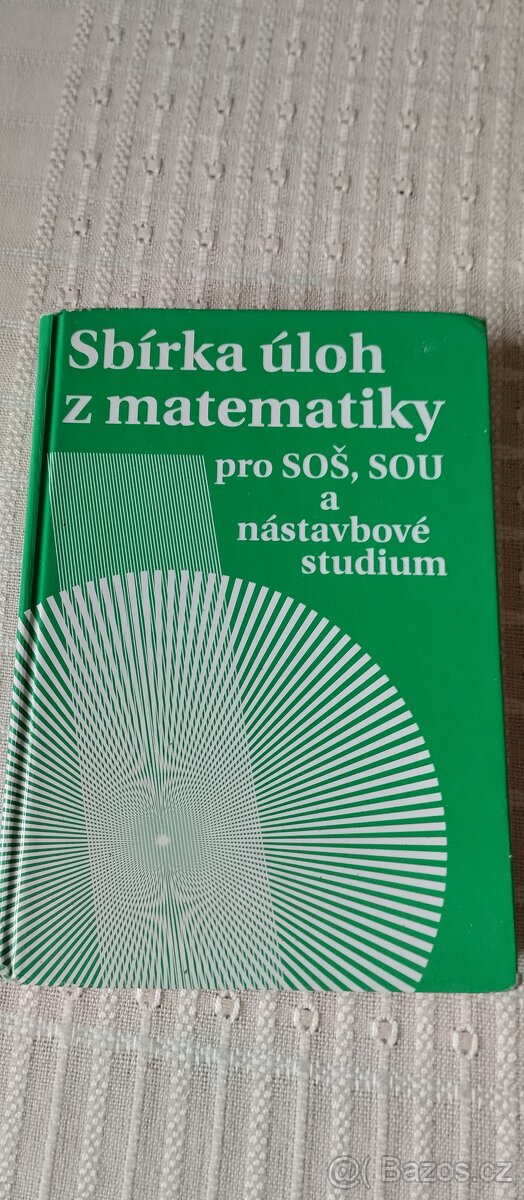 Sbírka úloh
z matematiky
pro SOŠ, SOU
a
nástavbové
studium
Bazos.cz